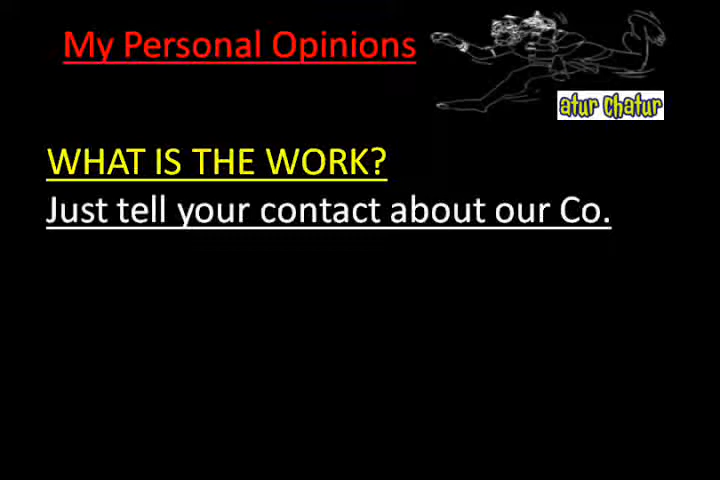 My Personal Opinions
atur chatur
WHAT IS THE WORK?
Just tell your contact about our Co.